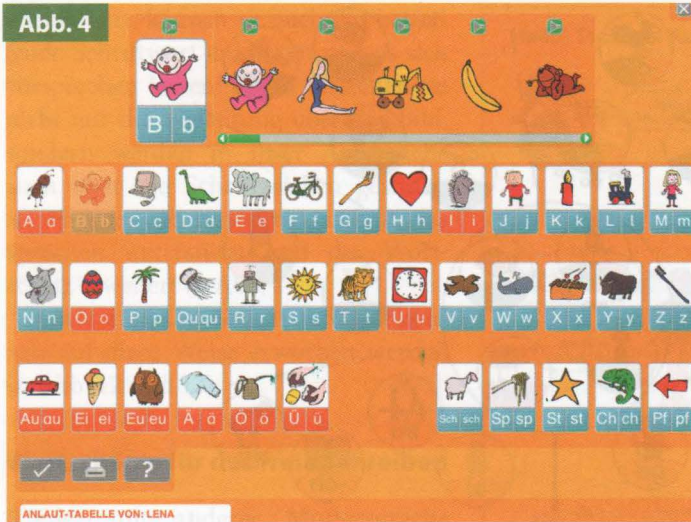 Abb. 4
B b
A a B b C c D d E e F f G g H h I i J j K k L l M m
N n O o P p Qu qu R r S s T t U u V v W w X x Y y Z z
Au au Ei ei Eu eu Ä ä Ö ö Ü ü Sch sch Sp sp St st Ch ch Pf pf
?
ANLAUT-TABELLE VON: LENA